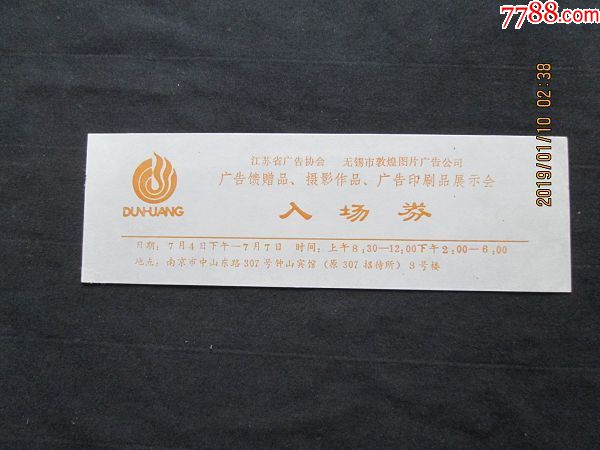 7788.com
2019/01/10 02:38
江苏省广告协会 无锡市敦煌图片广告公司
广告馈赠品、摄影作品、广告印刷品展示会
DUN-HUANG
入场券
日期：7月4日下午—7月7日 时间：上午8:30—12:00下午2:00—6:00
地点：南京市中山东路307号钟山宾馆（原307招待所）3号楼